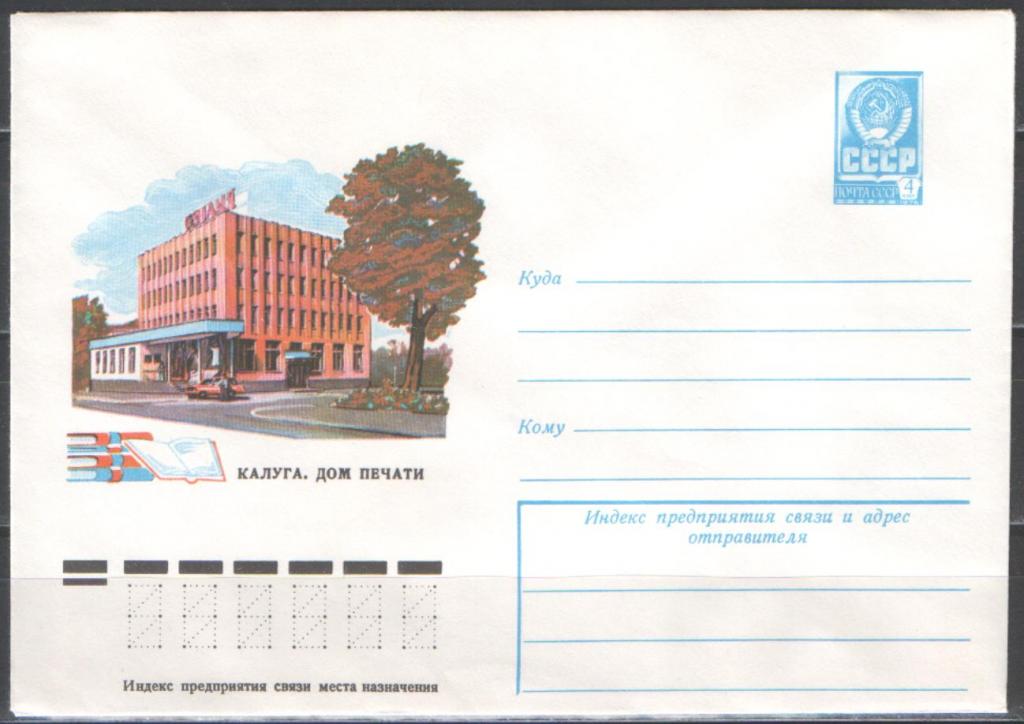 СССР
ПОЧТА СССР
4
Куда
Кому
КАЛУГА. ДОМ ПЕЧАТИ
Индекс предприятия связи и адрес
отправителя
Индекс предприятия связи места назначения